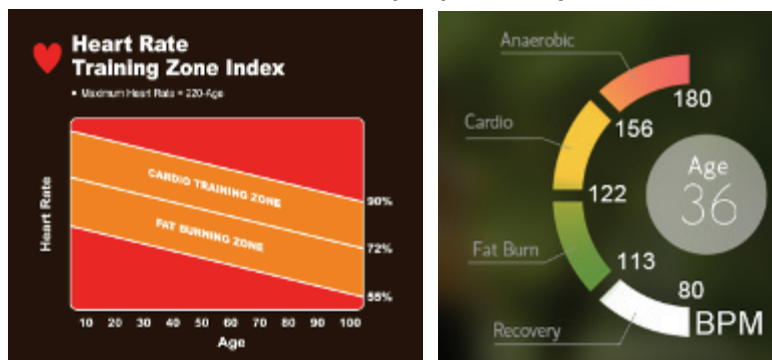 Heart Rate
Training Zone Index
• Maximum Heart Rate = 220-Age
Heart Rate
CARDIO TRAINING ZONE
FAT BURNING ZONE
90%
72%
55%
10 20 30 40 50 60 70 80 90 100
Age
Anaerobic
180
Cardio
156
Age
36
122
Fat Burn
113
80
BPM
Recovery